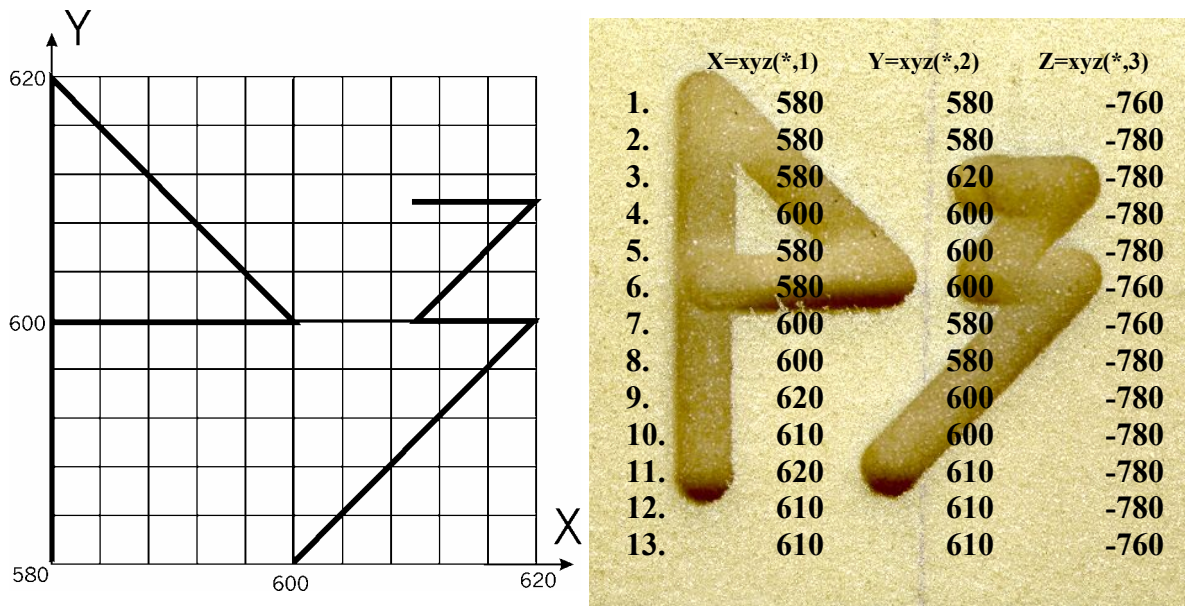 Y
620
600
580
600
620
X
X=xyz(*,1) Y=xyz(*,2) Z=xyz(*,3)
1. 580 580 -760
2. 580 580 -780
3. 580 620 -780
4. 600 600 -780
5. 580 600 -780
6. 580 600 -760
7. 600 580 -760
8. 600 580 -780
9. 620 600 -780
10. 610 600 -780
11. 620 610 -780
12. 610 610 -780
13. 610 610 -760